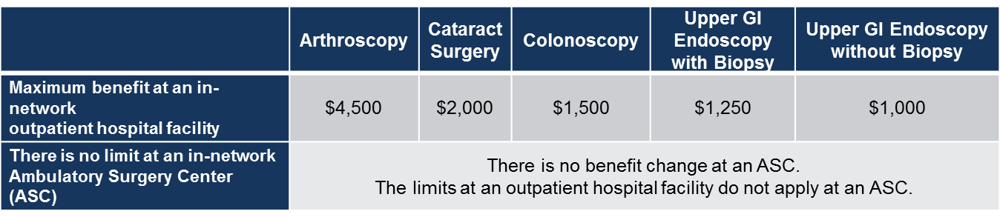 Arthroscopy
Cataract
Surgery
Colonoscopy
Upper GI
Endoscopy
with Biopsy
Upper GI Endoscopy
without Biopsy
Maximum benefit at an in-
network
outpatient hospital facility
$4,500
$2,000
$1,500
$1,250
$1,000
There is no limit at an in-network
Ambulatory Surgery Center
(ASC)
There is no benefit change at an ASC.
The limits at an outpatient hospital facility do not apply at an ASC.